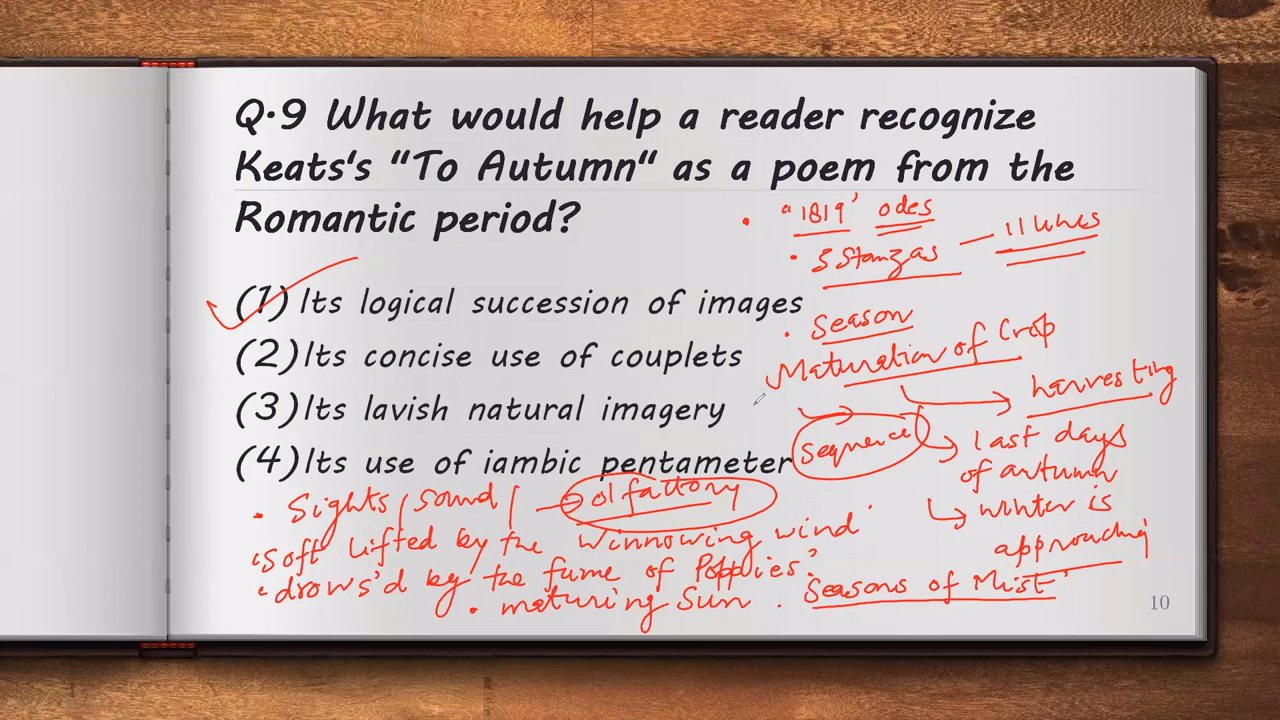 Q.9 What would help a reader recognize
Keats's "To Autumn" as a poem from the
Romantic period?
• "1819' odes
• 3 Stanzas — 11 lines
(1) Its logical succession of images
• Season
Maturation of Crop
(2) Its concise use of couplets
harvesting
(3) Its lavish natural imagery
Sequence
last days
of autumn
(4) Its use of iambic pentameter
winter is
approaching
• Sights / sound / — olfactory
'Soft lifted by the winnowing wind'
'drows'd by the fume of Poppies'
• maturing Sun . Seasons of Mist'
10